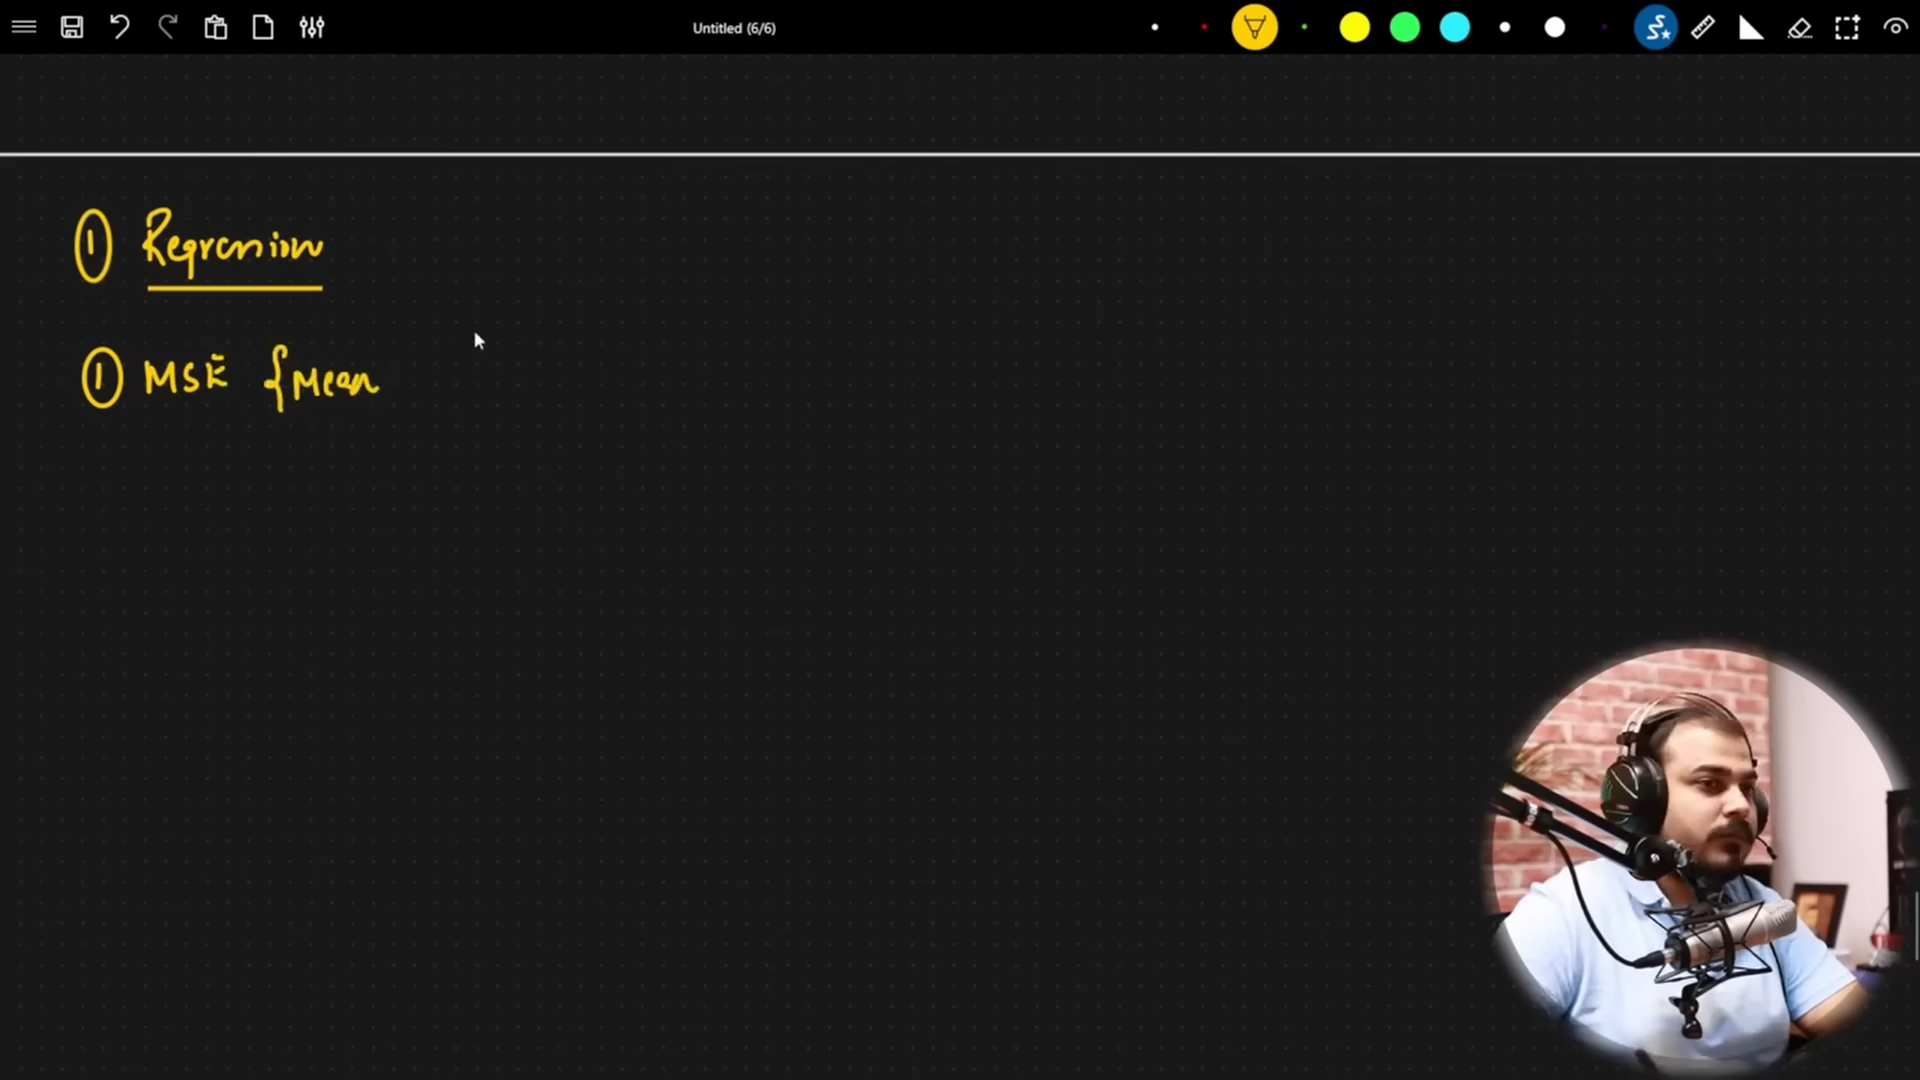 Untitled (6/6)
① Regression
① MSE {Mean